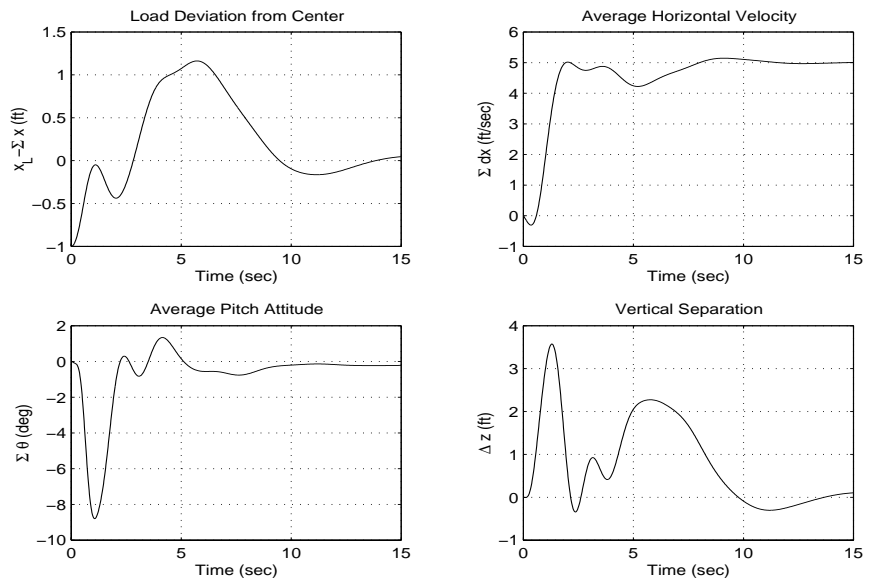 Load Deviation from Center
1.5
1
0.5
0
−0.5
−1
x_L−Σ x (ft)
0 5 10 15
Time (sec)
Average Horizontal Velocity
6
5
4
3
2
1
0
−1
Σ dx (ft/sec)
0 5 10 15
Time (sec)
Average Pitch Attitude
2
0
−2
−4
−6
−8
−10
Σ θ (deg)
0 5 10 15
Time (sec)
Vertical Separation
4
3
2
1
0
−1
Δ z (ft)
0 5 10 15
Time (sec)